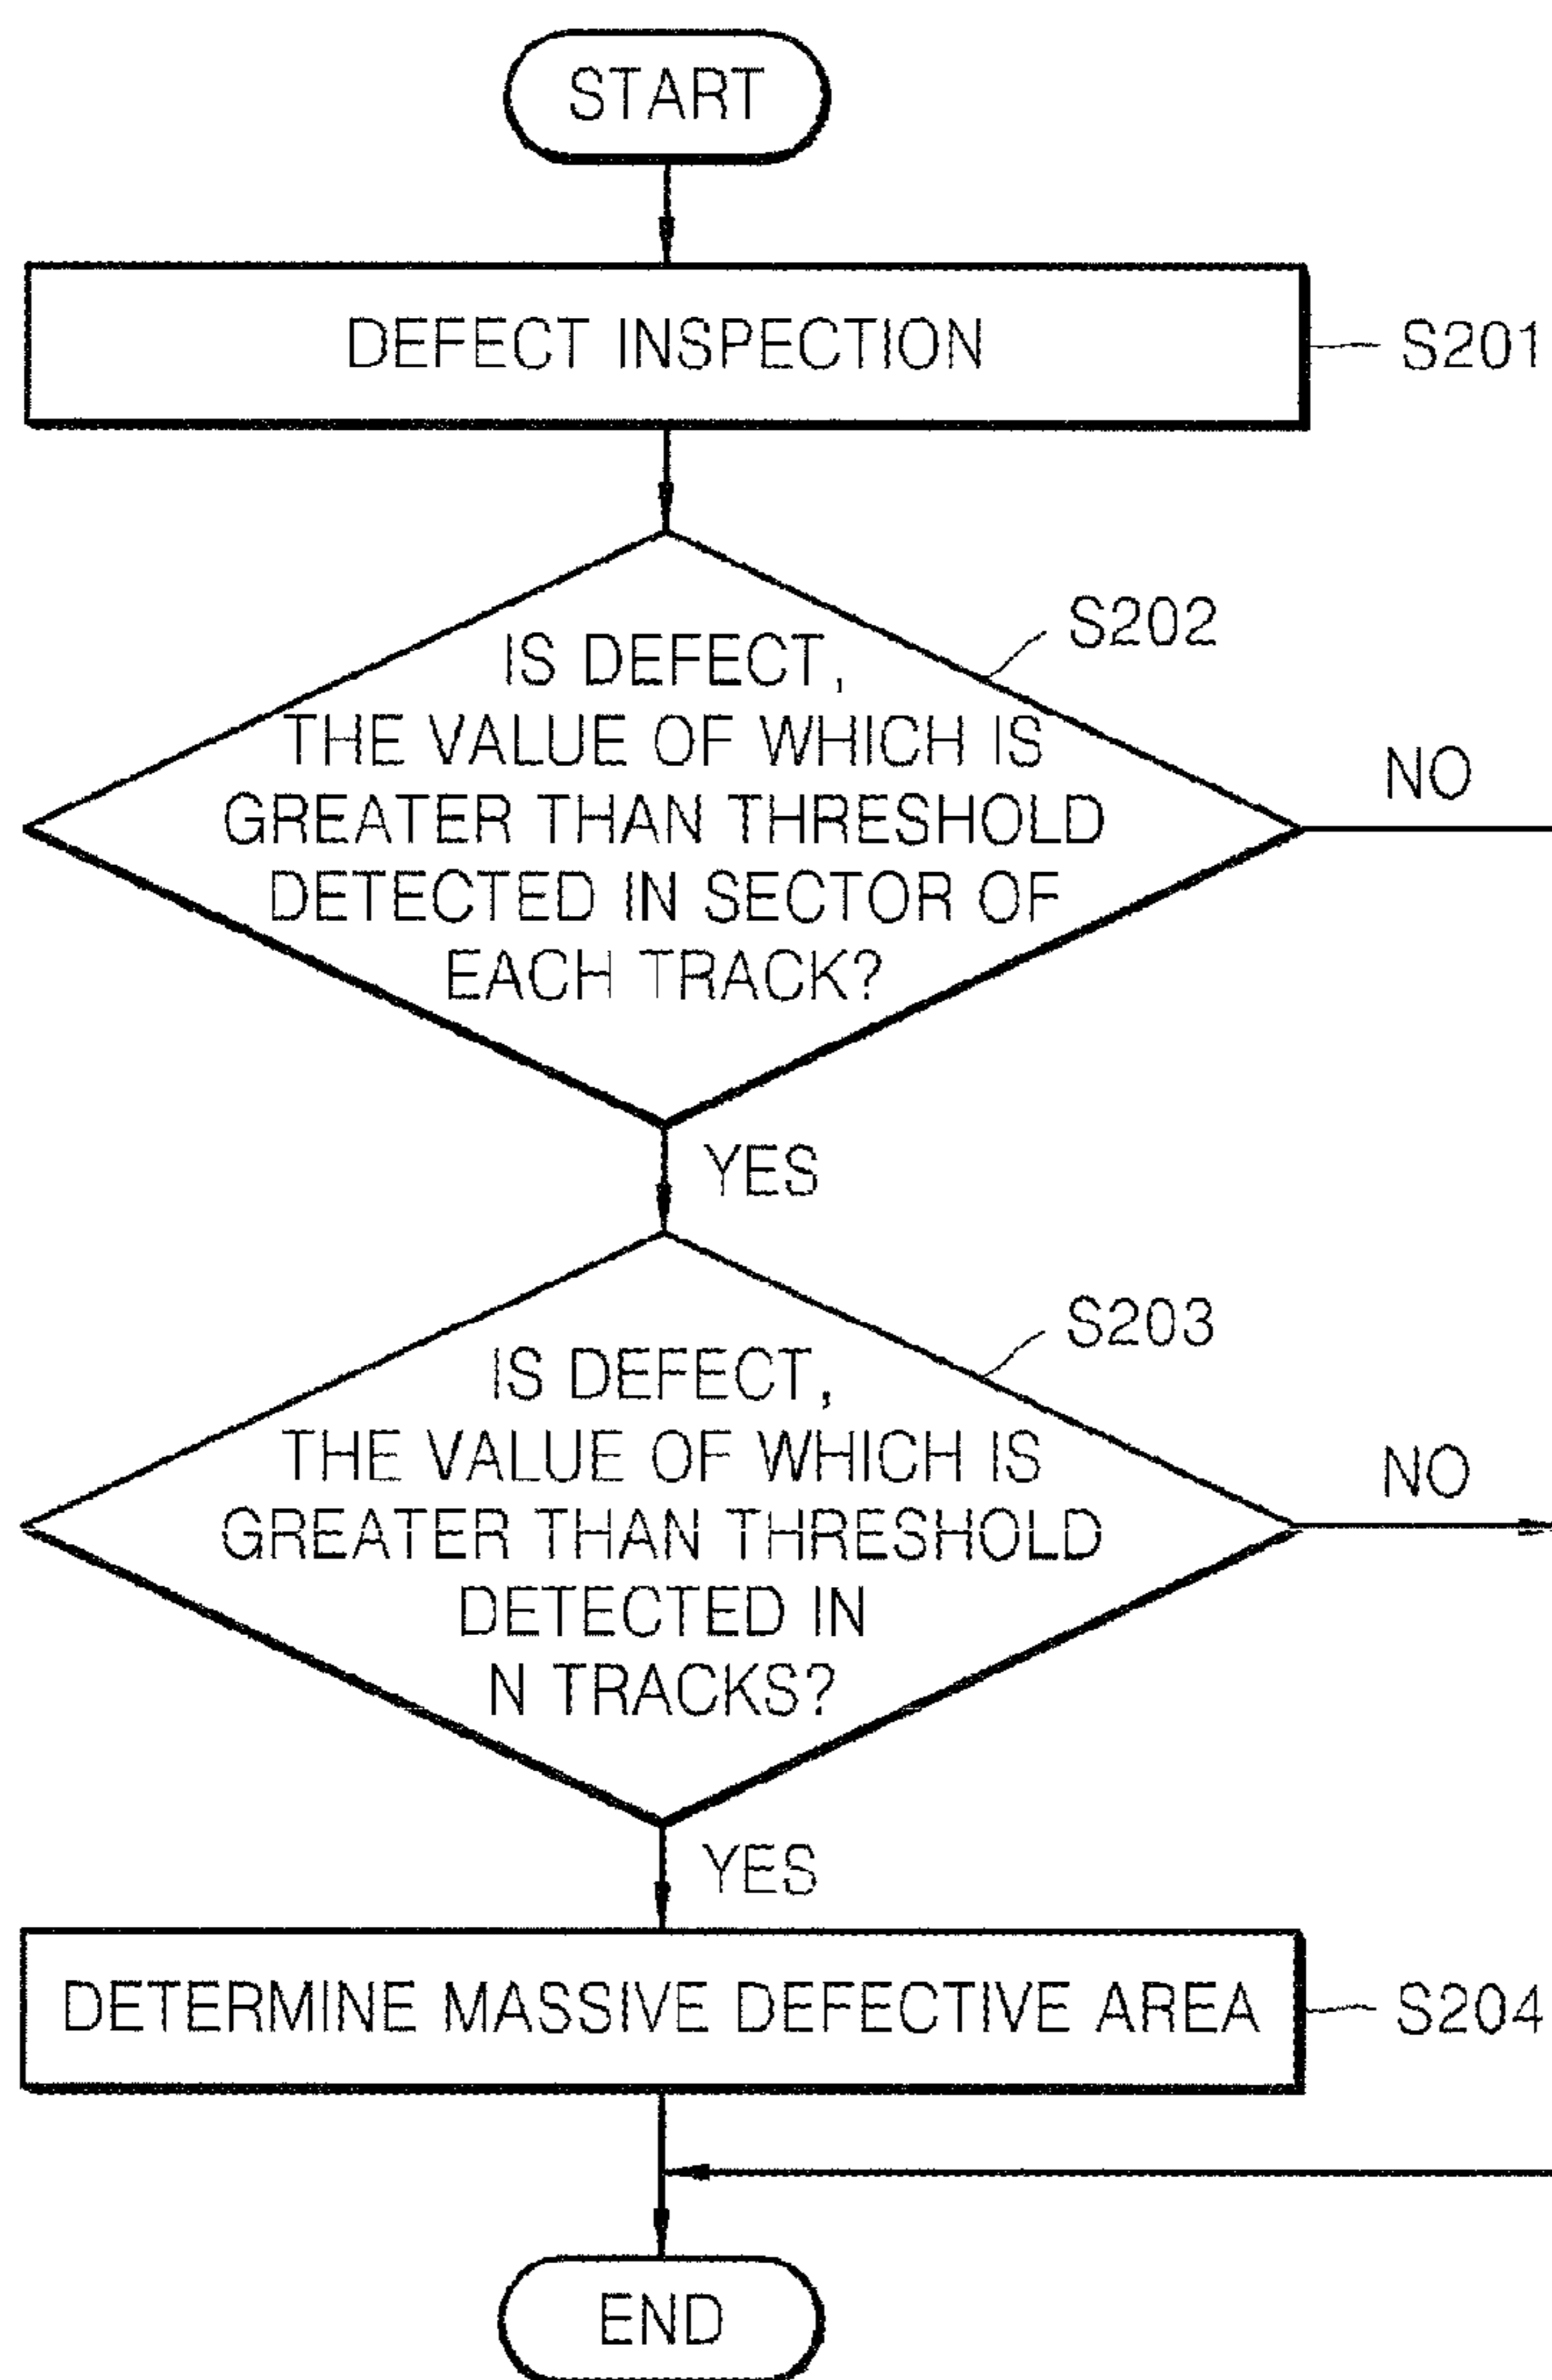 START
DEFECT INSPECTION
S201
S202
IS DEFECT,
THE VALUE OF WHICH IS
GREATER THAN THRESHOLD
DETECTED IN SECTOR OF
EACH TRACK?
NO
YES
S203
IS DEFECT,
THE VALUE OF WHICH IS
GREATER THAN THRESHOLD
DETECTED IN
N TRACKS?
NO
YES
DETERMINE MASSIVE DEFECTIVE AREA
S204
END